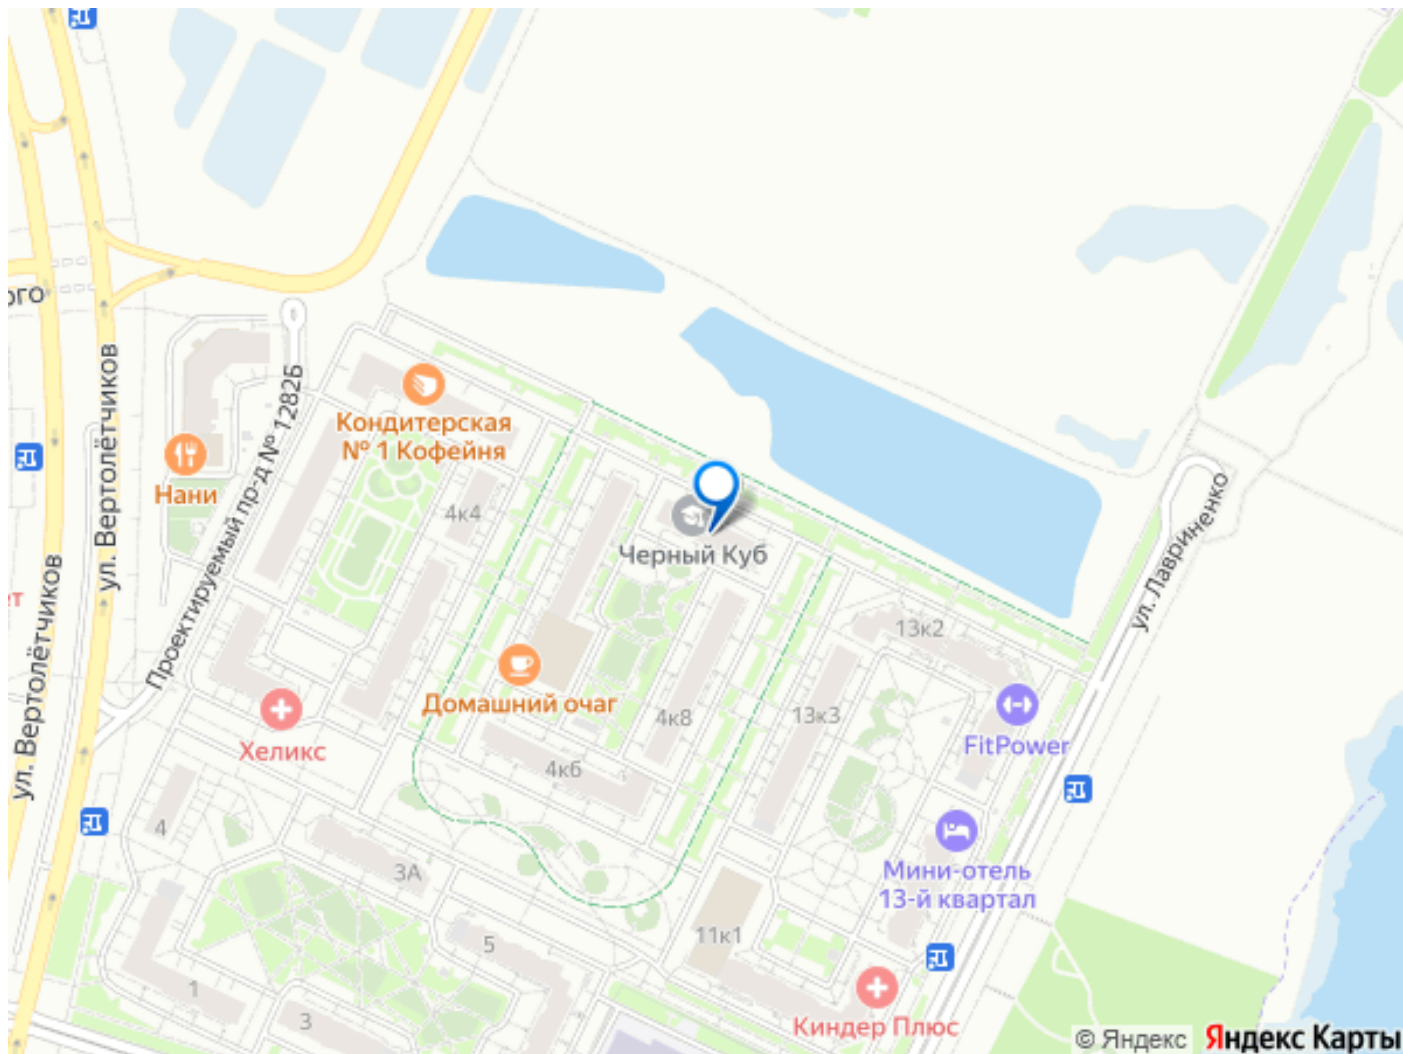 ого
ул. Вертолётчиков
ул. Вертолётчиков
Проектируемый пр-д № 1282Б
Кондитерская
№ 1 Кофейня
Нани
4к4
Черный Куб
ул. Лавриненко
13к2
ет
Домашний очаг
4к8
13к3
Хеликс
FitPower
4к6
4
3А
Мини-отель
13-й квартал
5
11к1
1
3
Киндер Плюс
© Яндекс Яндекс Карты